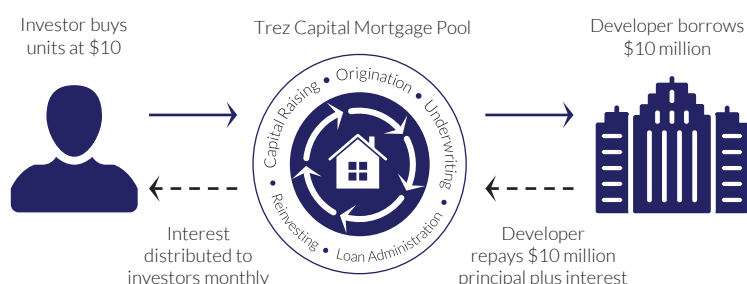 Investor buys
units at $10
Trez Capital Mortgage Pool
Developer borrows
$10 million
Capital Raising • Origination • Underwriting • Loan Administration • Reinvesting •
Interest
distributed to
investors monthly
Developer
repays $10 million
principal plus interest